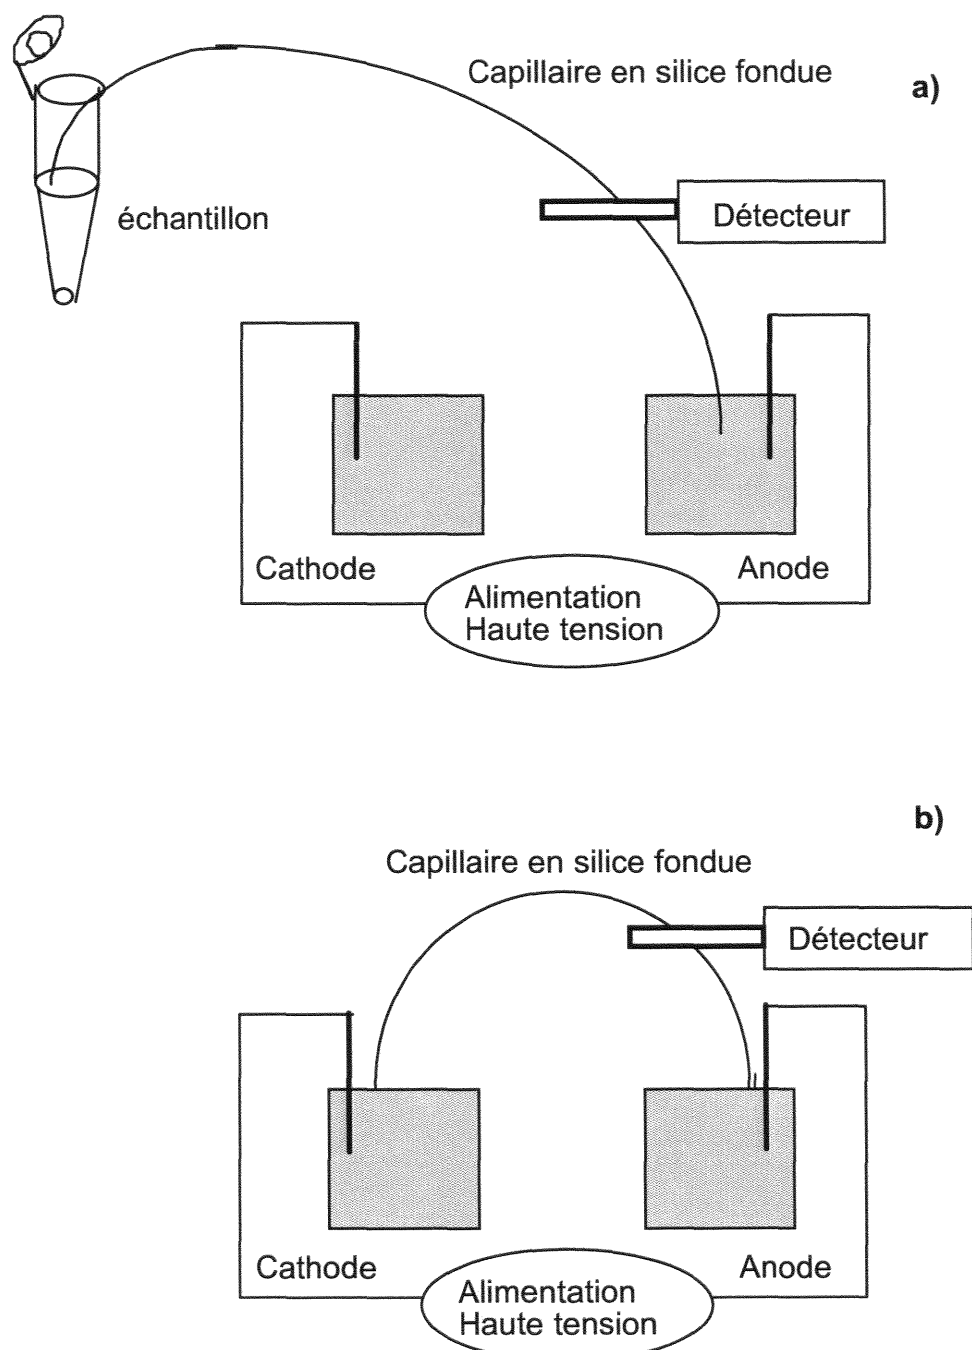 Capillaire en silice fondue
a)
échantillon
Détecteur
Cathode
Anode
Alimentation
Haute tension
b)
Capillaire en silice fondue
Détecteur
Cathode
Anode
Alimentation
Haute tension